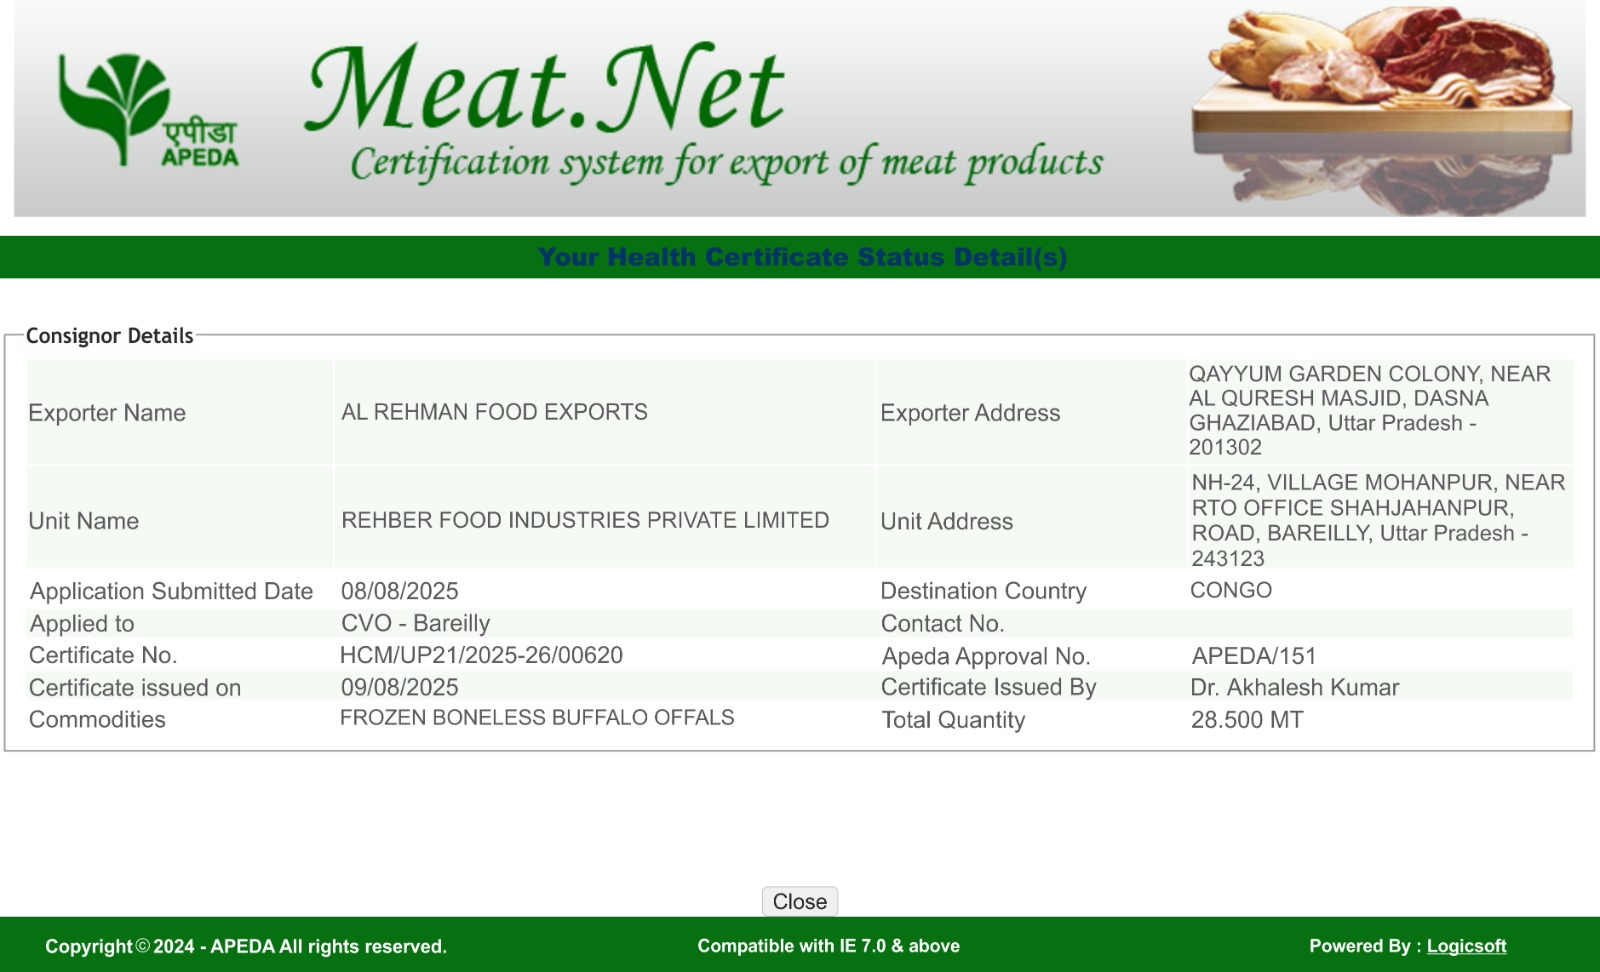 एपीडा
APEDA
Meat.Net
Certification system for export of meat products
Your Health Certificate Status Detail(s)
Consignor Details
Exporter Name
AL REHMAN FOOD EXPORTS
Exporter Address
QAYYUM GARDEN COLONY, NEAR
AL QURESH MASJID, DASNA
GHAZIABAD, Uttar Pradesh -
201302
Unit Name
REHBER FOOD INDUSTRIES PRIVATE LIMITED
Unit Address
NH-24, VILLAGE MOHANPUR, NEAR
RTO OFFICE SHAHJAHANPUR,
ROAD, BAREILLY, Uttar Pradesh -
243123
Application Submitted Date 08/08/2025 Destination Country CONGO
Applied to CVO - Bareilly Contact No.
Certificate No. HCM/UP21/2025-26/00620 Apeda Approval No. APEDA/151
Certificate issued on 09/08/2025 Certificate Issued By Dr. Akhalesh Kumar
Commodities FROZEN BONELESS BUFFALO OFFALS Total Quantity 28.500 MT
Close
Copyright © 2024 - APEDA All rights reserved. Compatible with IE 7.0 & above Powered By : Logicsoft